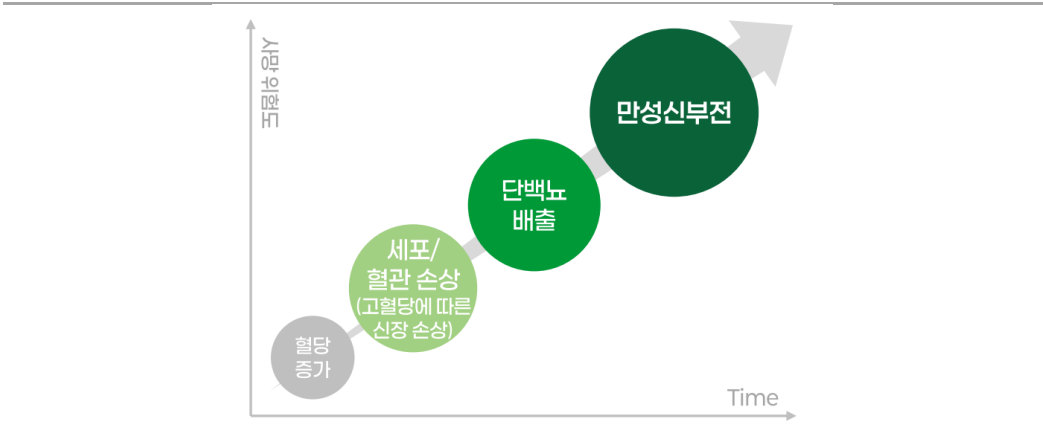 사망 위험도
만성신부전
단백뇨
배출
세포/
혈관 손상
(고혈당에 따른
신장 손상)
혈당
증가
Time